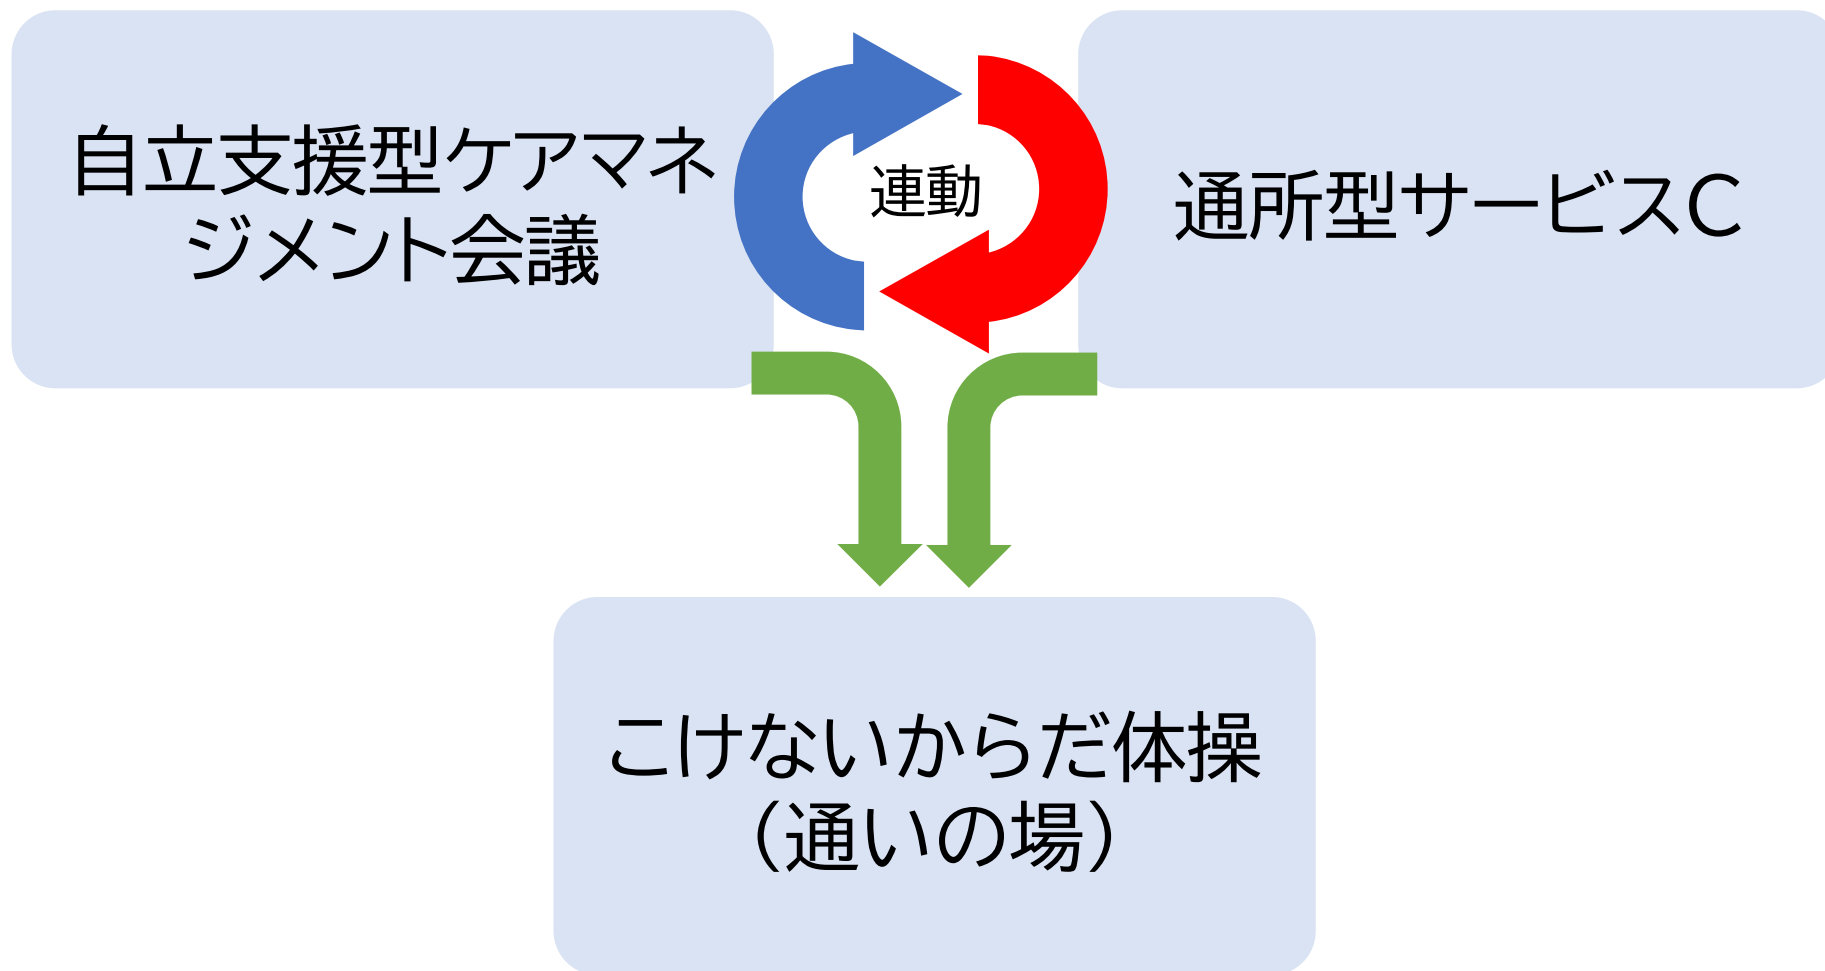 自立支援型ケアマネ
ジメント会議
連動
通所型サービスC
こけないからだ体操
（通いの場）